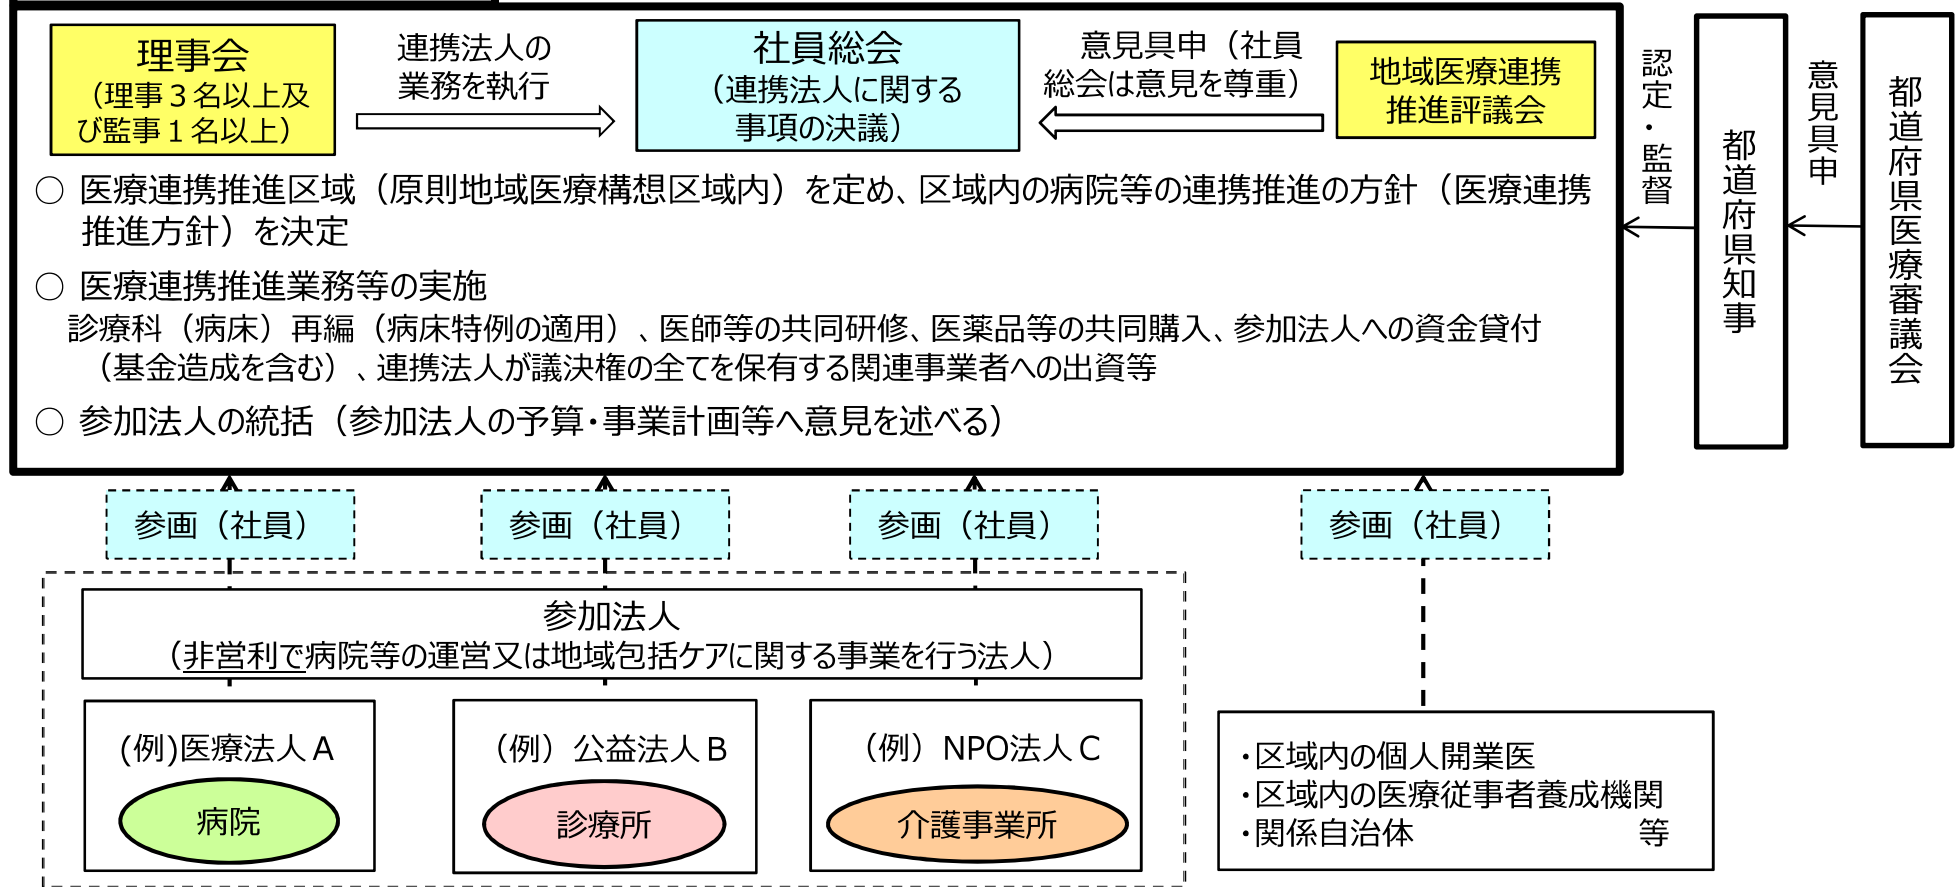 理事会
（理事３名以上及
び監事１名以上）
連携法人の
業務を執行
社員総会
（連携法人に関する
事項の決議）
意見具申（社員
総会は意見を尊重）
地域医療連携
推進評議会
認定・監督
都道府県知事
意見具申
都道府県医療審議会
○ 医療連携推進区域（原則地域医療構想区域内）を定め、区域内の病院等の連携推進の方針（医療連携
推進方針）を決定
○ 医療連携推進業務等の実施
診療科（病床）再編（病床特例の適用）、医師等の共同研修、医薬品等の共同購入、参加法人への資金貸付
（基金造成を含む）、連携法人が議決権の全てを保有する関連事業者への出資等
○ 参加法人の統括（参加法人の予算・事業計画等へ意見を述べる）
参画（社員）
参画（社員）
参画（社員）
参画（社員）
参加法人
（非営利で病院等の運営又は地域包括ケアに関する事業を行う法人）
(例)医療法人Ａ
病院
（例）公益法人Ｂ
診療所
（例）NPO法人Ｃ
介護事業所
・区域内の個人開業医
・区域内の医療従事者養成機関
・関係自治体　　　　　　　等